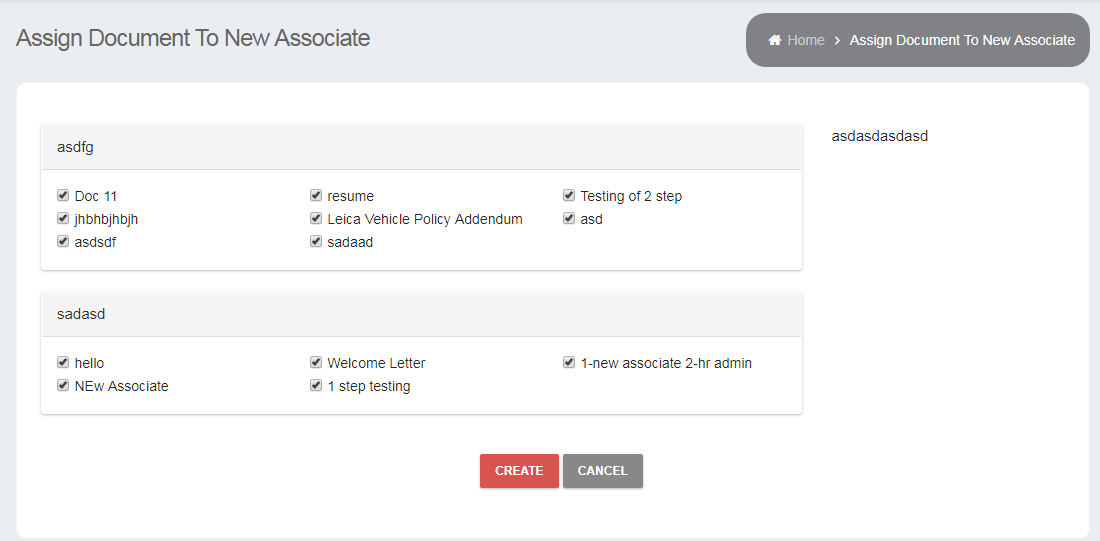 Assign Document To New Associate
Home > Assign Document To New Associate
asdfg
asdasdasdasd
Doc 11 resume Testing of 2 step
jhbhbjhbjh Leica Vehicle Policy Addendum asd
asdsdf sadaad
sadasd
hello Welcome Letter 1-new associate 2-hr admin
NEw Associate 1 step testing
CREATE CANCEL